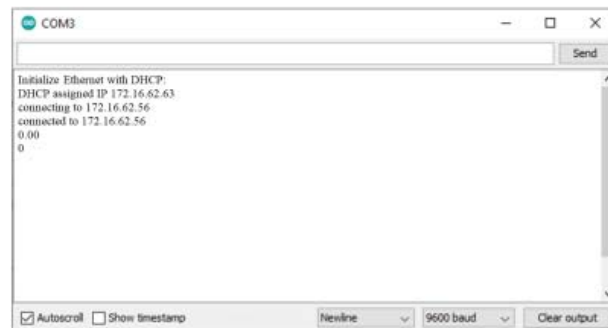 COM3
Send
Initialize Ethernet with DHCP:
DHCP assigned IP 172.16.62.63
connecting to 172.16.62.56
connected to 172.16.62.56
0.00
0
Autoscroll Show timestamp Newline 9600 baud Clear output